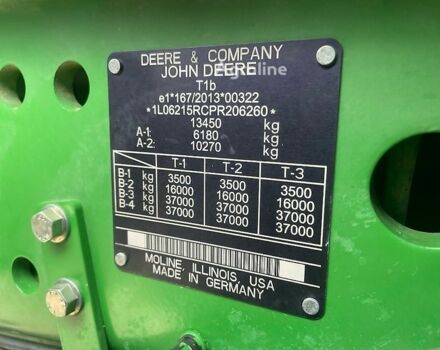 DEERE & COMPANY
JOHN DEERE
Agroline
T1b
e1*167/2013*00322
*1L06215RCPR206260*
13450 kg
A-1: 6180 kg
A-2: 10270 kg
T-1 T-2 T-3
B-1 kg 3500 3500 3500
B-2 kg 16000 16000 16000
B-3 kg 37000 37000 37000
B-4 kg 37000 37000 37000
MOLINE, ILLINOIS, USA
MADE IN GERMANY